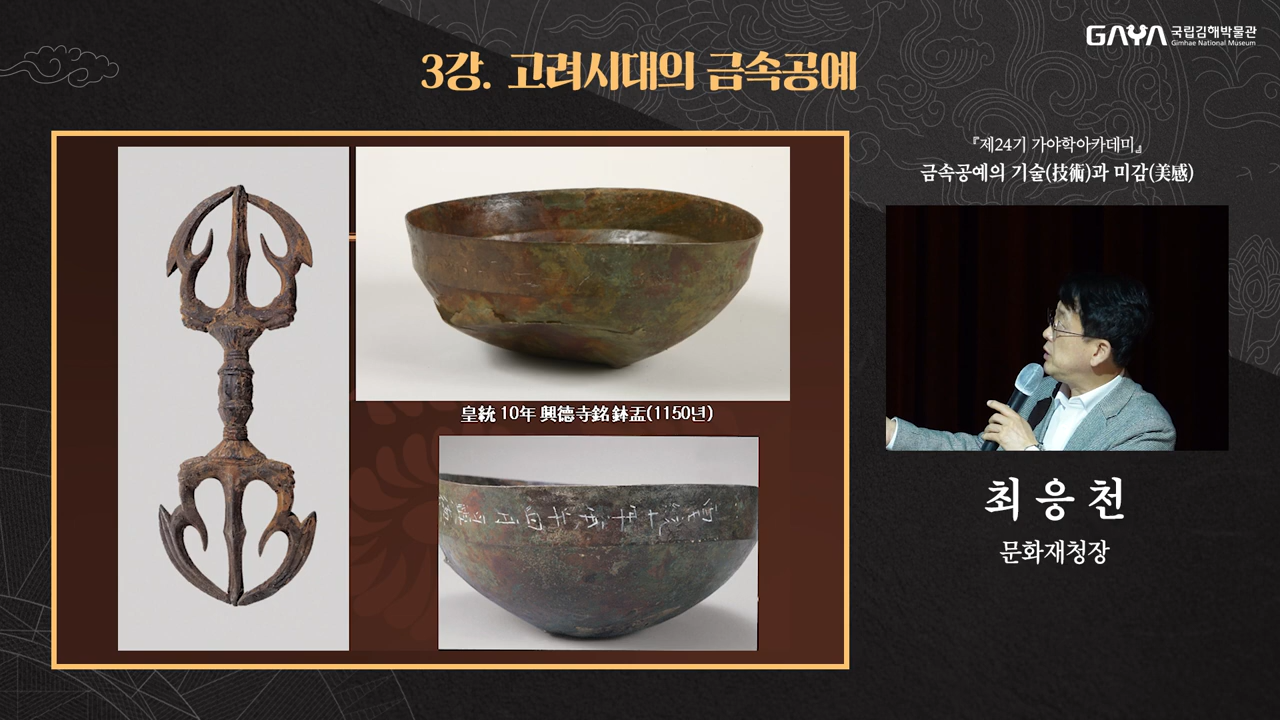 GAYA 국립김해박물관
Gimhae National Museum
3강. 고려시대의 금속공예
『제24기 가야학아카데미』
금속공예의 기술(技術)과 미감(美感)
皇統 10年 興德寺銘 鉢盂(1150년)
최응천
문화재청장